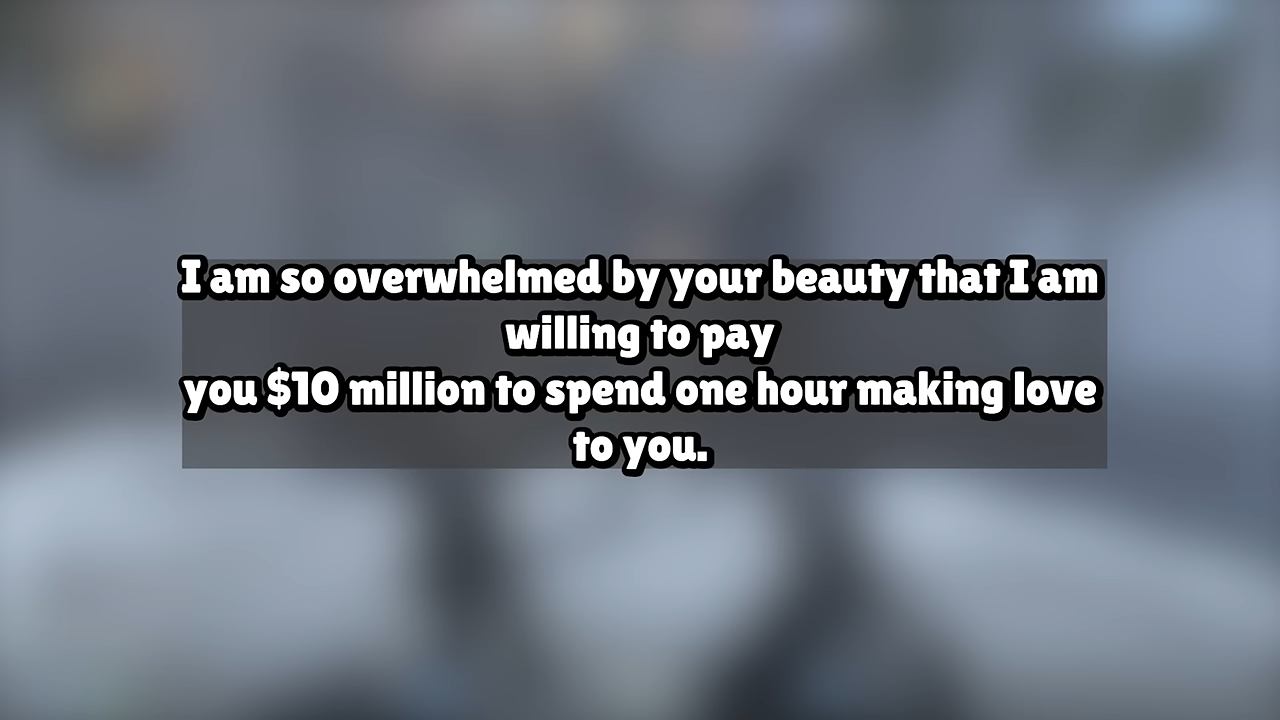 I am so overwhelmed by your beauty that I am
willing to pay
you $10 million to spend one hour making love
to you.